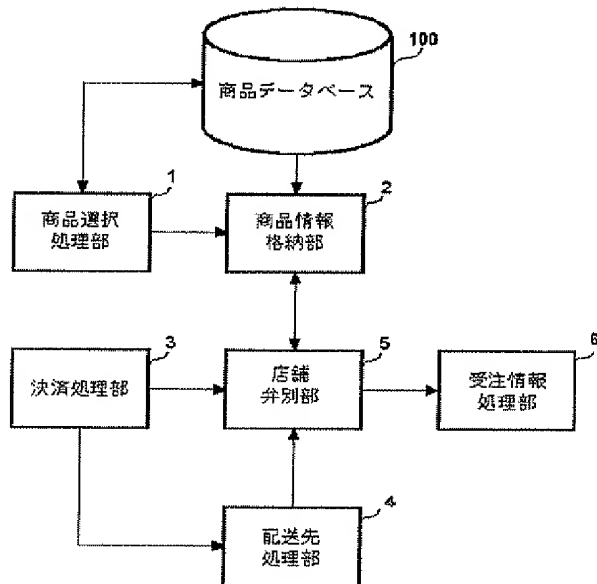 100
商品データベース
1
商品選択
処理部
2
商品情報
格納部
3
決済処理部
5
店舗
弁別部
6
受注情報
処理部
4
配送先
処理部